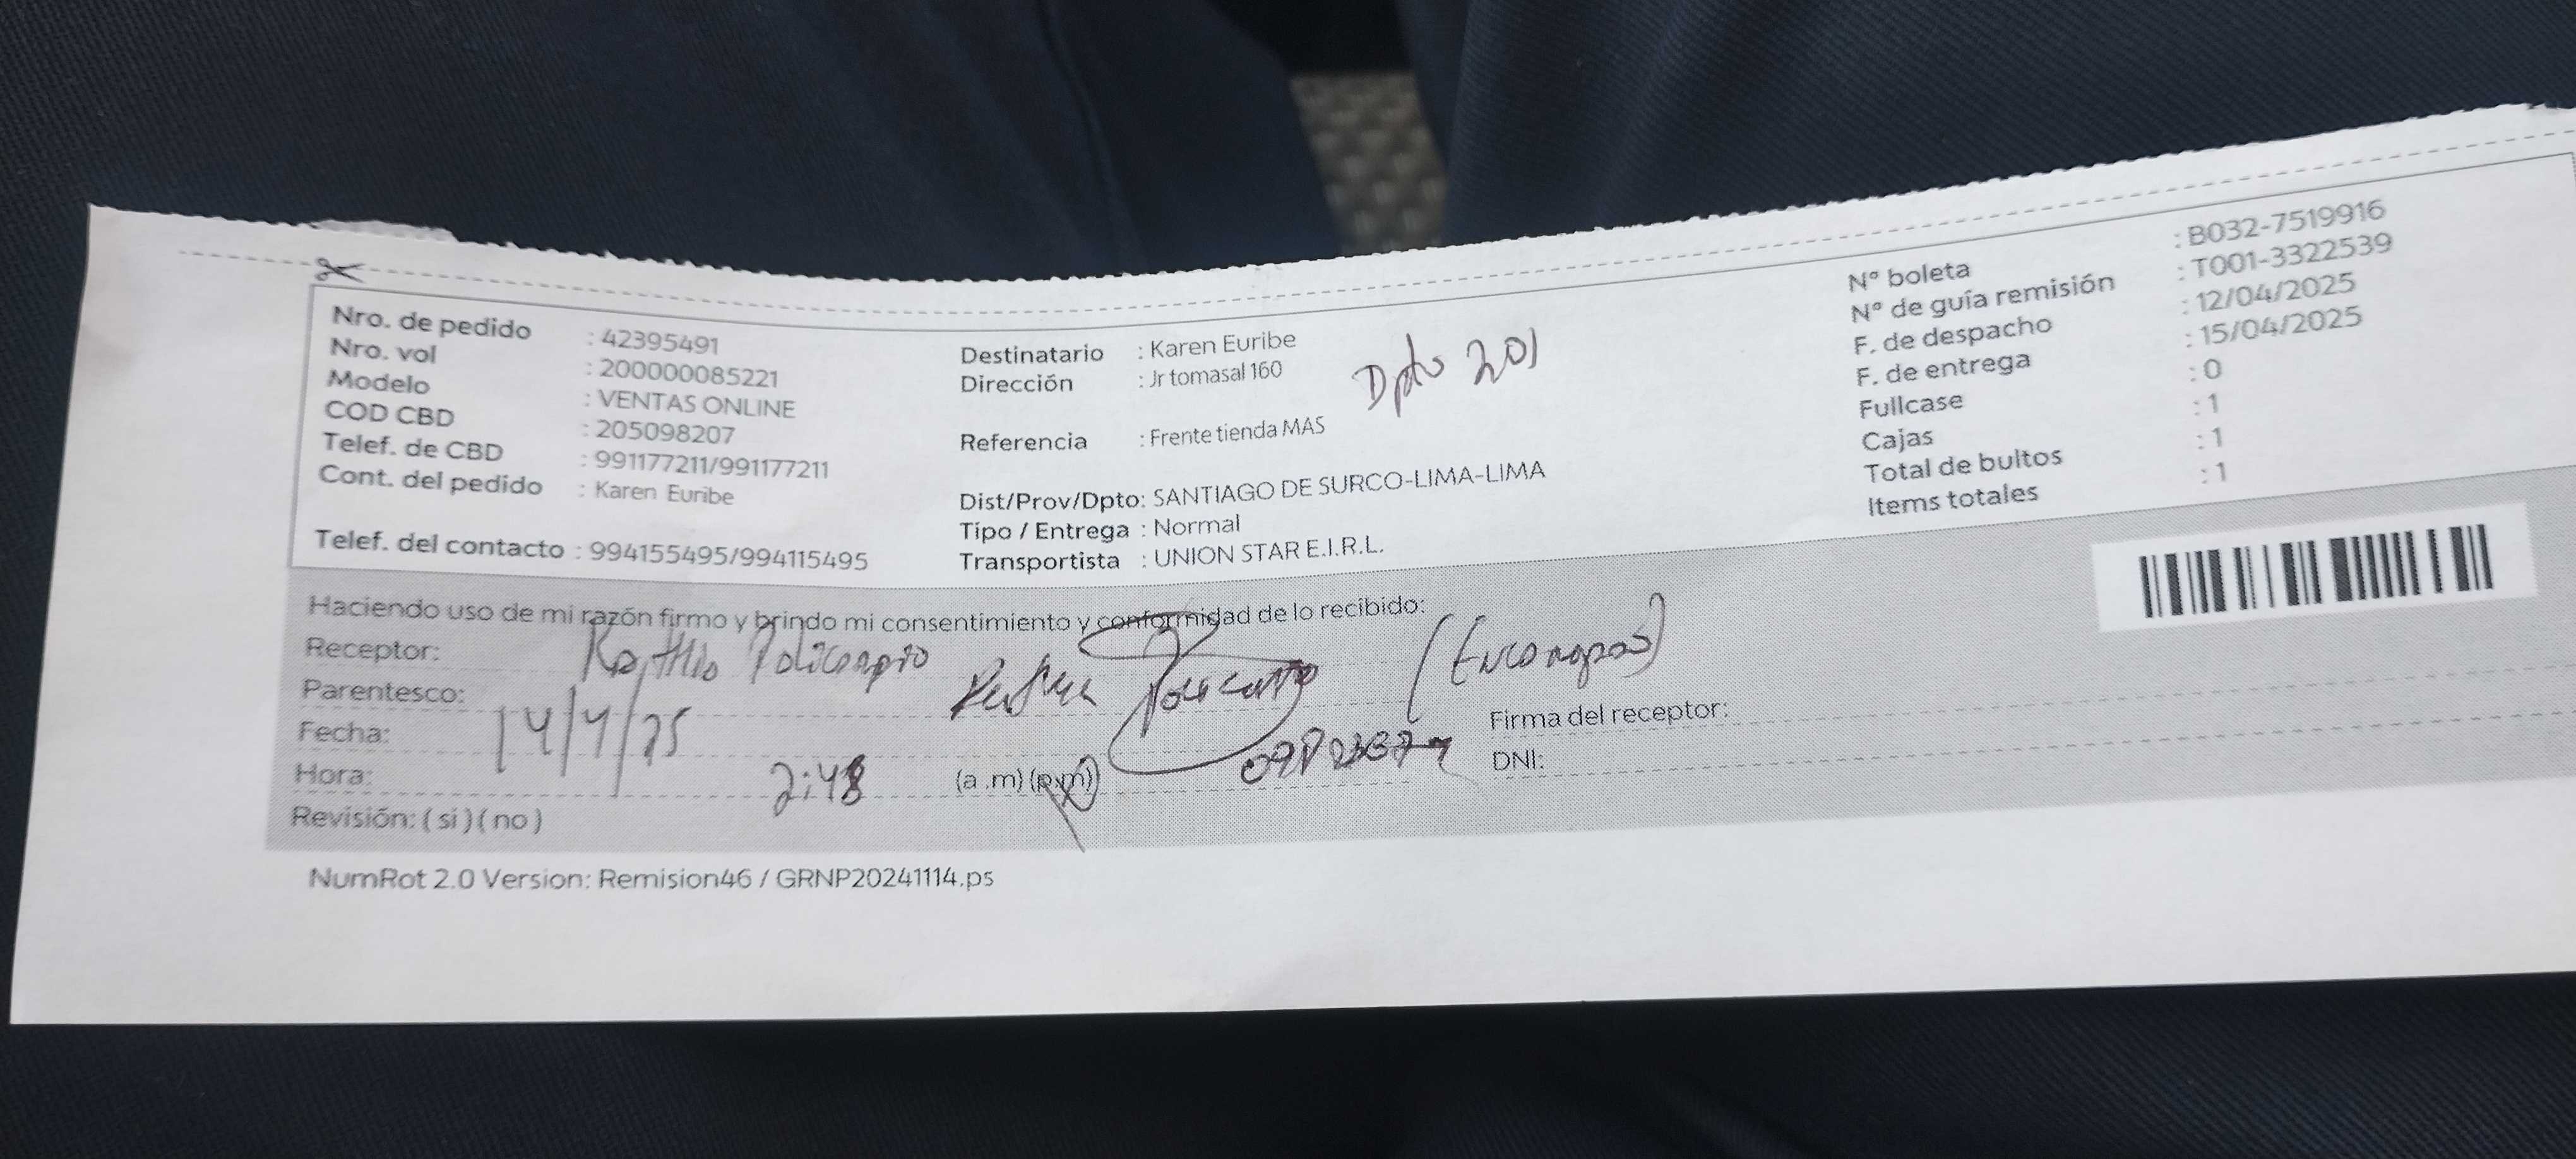 Nro. de pedido : 42395491
Nro. vol : 200000085221
Modelo : VENTAS ONLINE
COD CBD : 205098207
Telef. de CBD : 991177211/991177211
Cont. del pedido : Karen Euribe
Telef. del contacto : 994155495/994115495
Destinatario : Karen Euribe
Dirección : Jr tomasal 160
Dpto 201
Referencia : Frente tienda MAS
Dist/Prov/Dpto: SANTIAGO DE SURCO-LIMA-LIMA
Tipo / Entrega : Normal
Transportista : UNION STAR E.I.R.L.
N° boleta : B032-7519916
N° de guía remisión : T001-3322539
F. de despacho : 12/04/2025
F. de entrega : 15/04/2025
Fullcase : 0
Cajas : 1
Total de bultos : 1
Items totales : 1
Haciendo uso de mi razón firmo y brindo mi consentimiento y conformidad de lo recibido:
Receptor: Policarpio
Parentesco:
Fecha: 14/4/25
Hora: 2:48 (a .m) (p.m)
Revisión: ( si ) ( no )
Firma del receptor:
DNI:
NumRot 2.0 Version: Remision46 / GRNP20241114.ps